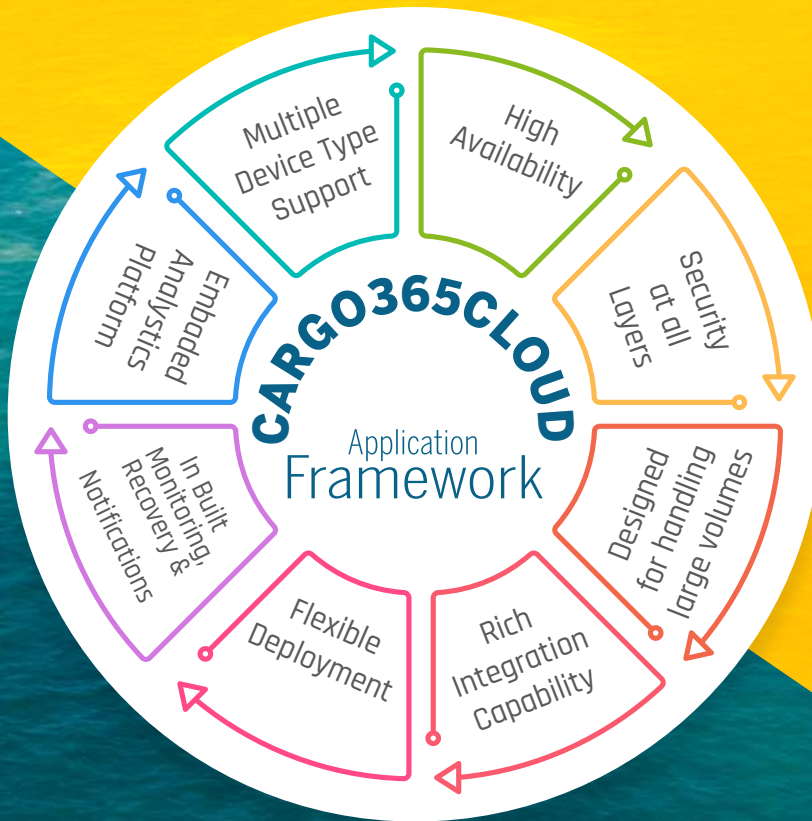 CARGO365CLOUD
Application
Framework
High
Availability
Security
at all
Layers
Designed
for handling
large volumes
Rich
Integration
Capability
Flexible
Deployment
In Built
Monitoring,
Recovery &
Notifications
Embaded
Analystics
Platform
Multiple
Device Type
Support